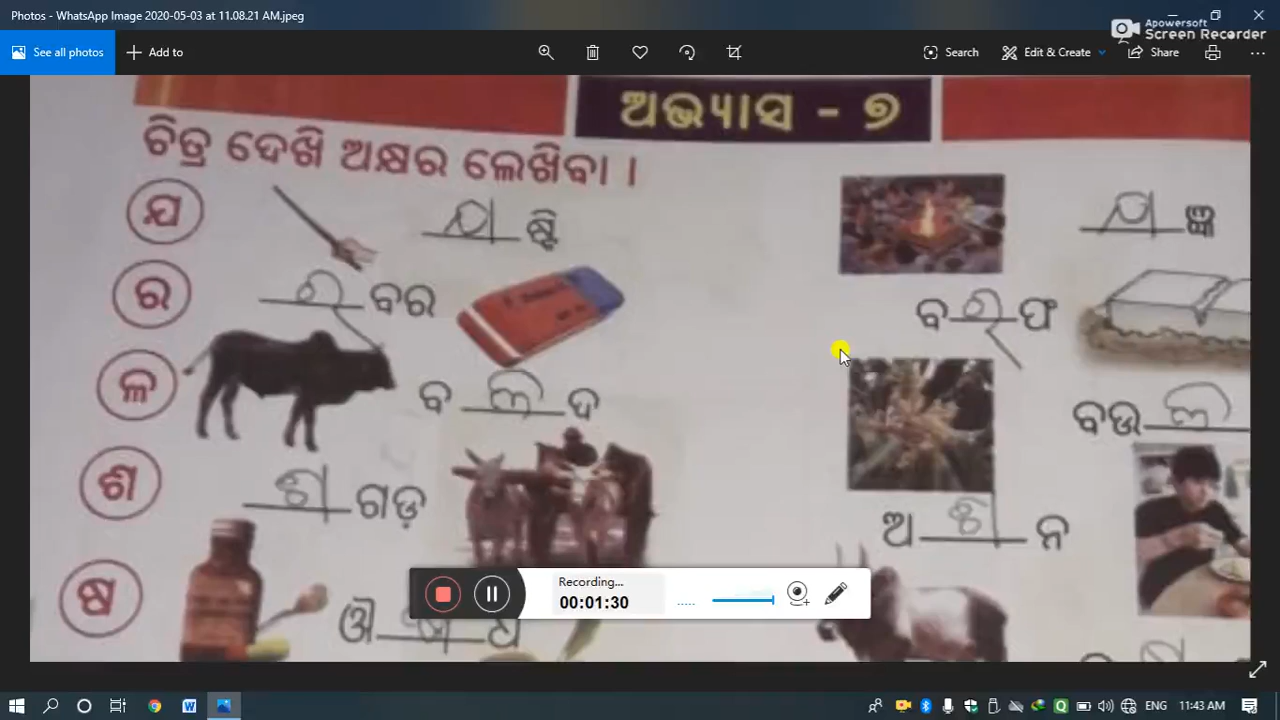 Photos - WhatsApp Image 2020-05-03 at 11.08.21 AM.jpeg
Apowersoft
Screen Recorder
See all photos
Add to
Search
Edit & Create
Share
ଅଭ୍ୟାସ - ୭
ଚିତ୍ର ଦେଖି ଅକ୍ଷର ଲେଖିବା ।
ଯ ଯଷ୍ଟି ଯଜ୍ଞ
ର ରବର ବରଫ
ଳ ବଳଦ ବଉଳ
ଶ ଶଗଡ଼ ଅଶନ
ଷ ଔଷଧ
Recording...
00:01:30
ENG
11:43 AM